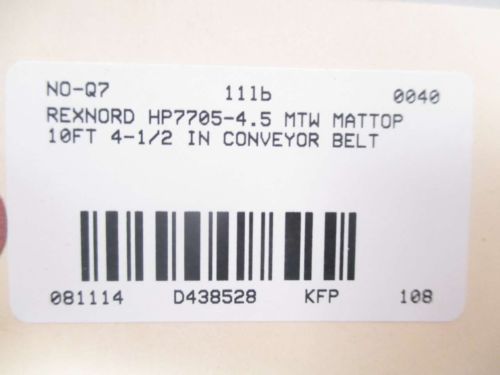 NO-Q7 11lb 0040
REXNORD HP7705-4.5 MTW MATTOP
10FT 4-1/2 IN CONVEYOR BELT
081114 D438528 KFP 108